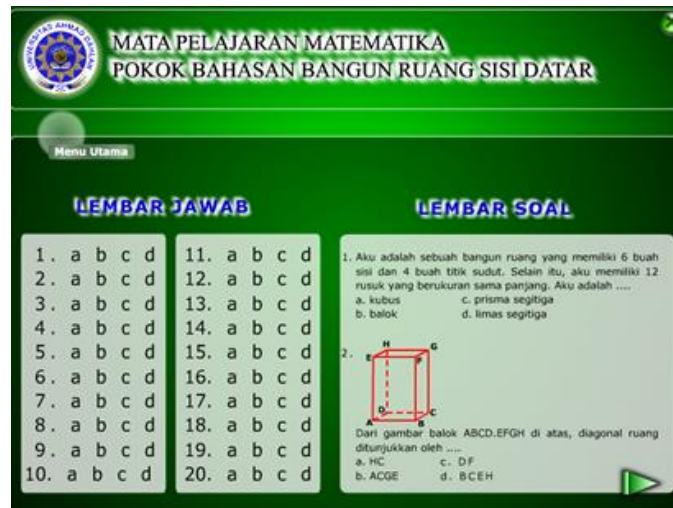 UNIVERSITAS AHMAD DAHLAN
MATA PELAJARAN MATEMATIKA
POKOK BAHASAN BANGUN RUANG SISI DATAR
Menu Utama
LEMBAR JAWAB
1. a b c d
2. a b c d
3. a b c d
4. a b c d
5. a b c d
6. a b c d
7. a b c d
8. a b c d
9. a b c d
10. a b c d
11. a b c d
12. a b c d
13. a b c d
14. a b c d
15. a b c d
16. a b c d
17. a b c d
18. a b c d
19. a b c d
20. a b c d
LEMBAR SOAL
1. Aku adalah sebuah bangun ruang yang memiliki 6 buah
sisi dan 4 buah titik sudut. Selain itu, aku memiliki 12
rusuk yang berukuran sama panjang. Aku adalah ....
a. kubus c. prisma segitiga
b. balok d. limas segitiga
2.
H G
E F
D C
A B
Dari gambar balok ABCD.EFGH di atas, diagonal ruang
ditunjukkan oleh ....
a. HC c. DF
b. ACGE d. BCEH